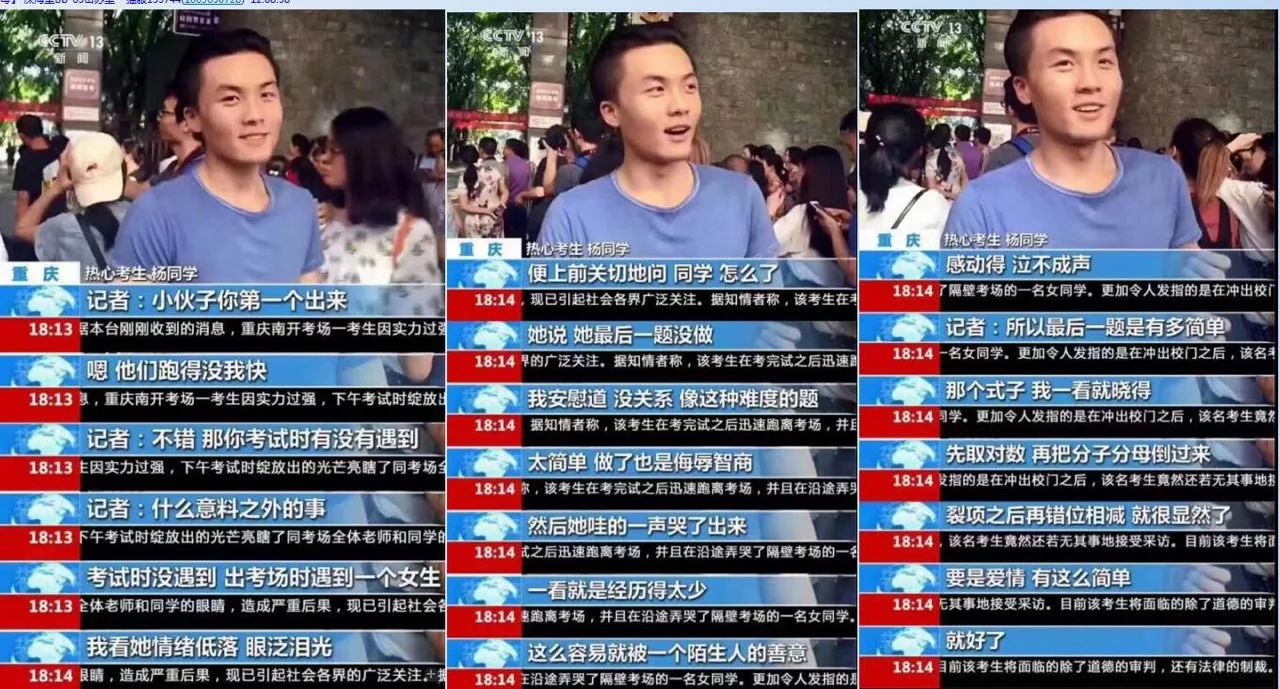 CCTV 13
新闻
重庆
热心考生 杨同学
记者：小伙子你第一个出来
18:13 据本台刚刚收到的消息，重庆南开考场一考生因实力过强
嗯 他们跑得没我快
18:13 息，重庆南开考场一考生因实力过强，下午考试时绽放出
记者：不错 那你考试时有没有遇到
18:13 生因实力过强，下午考试时绽放出的光芒亮瞎了同考场全
记者：什么意料之外的事
18:13 下午考试时绽放出的光芒亮瞎了同考场全体老师和同学的
考试时没遇到 出考场时遇到一个女生
18:13 全体老师和同学的眼睛，造成严重后果，现已引起社会各
我看她情绪低落 眼泛泪光
18:14 眼睛，造成严重后果，现已引起社会各界的广泛关注。据
CCTV 13
新闻
重庆
热心考生 杨同学
便上前关切地问 同学 怎么了
18:14 ，现已引起社会各界广泛关注。据知情者称，该考生在考
她说 她最后一题没做
18:14 界的广泛关注。据知情者称，该考生在考完试之后迅速跑
我安慰道 没关系 像这种难度的题
18:14 据知情者称，该考生在考完试之后迅速跑离考场，并且
太简单 做了也是侮辱智商
18:14 你，该考生在考完试之后迅速跑离考场，并且在沿途弄哭
然后她哇的一声哭了出来
18:14 试之后迅速跑离考场，并且在沿途弄哭了隔壁考场的一名
一看就是经历得太少
18:14 速跑离考场，并且在沿途弄哭了隔壁考场的一名女同学。
这么容易就被一个陌生人的善意
18:14 在沿途弄哭了隔壁考场的一名女同学。更加令人发指的是
CCTV 13
新闻
重庆
热心考生 杨同学
感动得 泣不成声
18:14 了隔壁考场的一名女同学。更加令人发指的是在冲出校门
记者：所以最后一题是有多简单
18:14 一名女同学。更加令人发指的是在冲出校门之后，该名考
那个式子 我一看就晓得
18:14 同学。更加令人发指的是在冲出校门之后，该名考生竟然
先取对数 再把分子分母倒过来
18:14 发指的是在冲出校门之后，该名考生竟然还若无其事地接
裂项之后再错位相减 就很显然了
18:14 ，该名考生竟然还若无其事地接受采访。目前该考生将面
要是爱情 有这么简单
18:14 无其事地接受采访。目前该考生将面临的除了道德的审判
就好了
18:14 目前该考生将面临的除了道德的审判，还有法律的制裁。